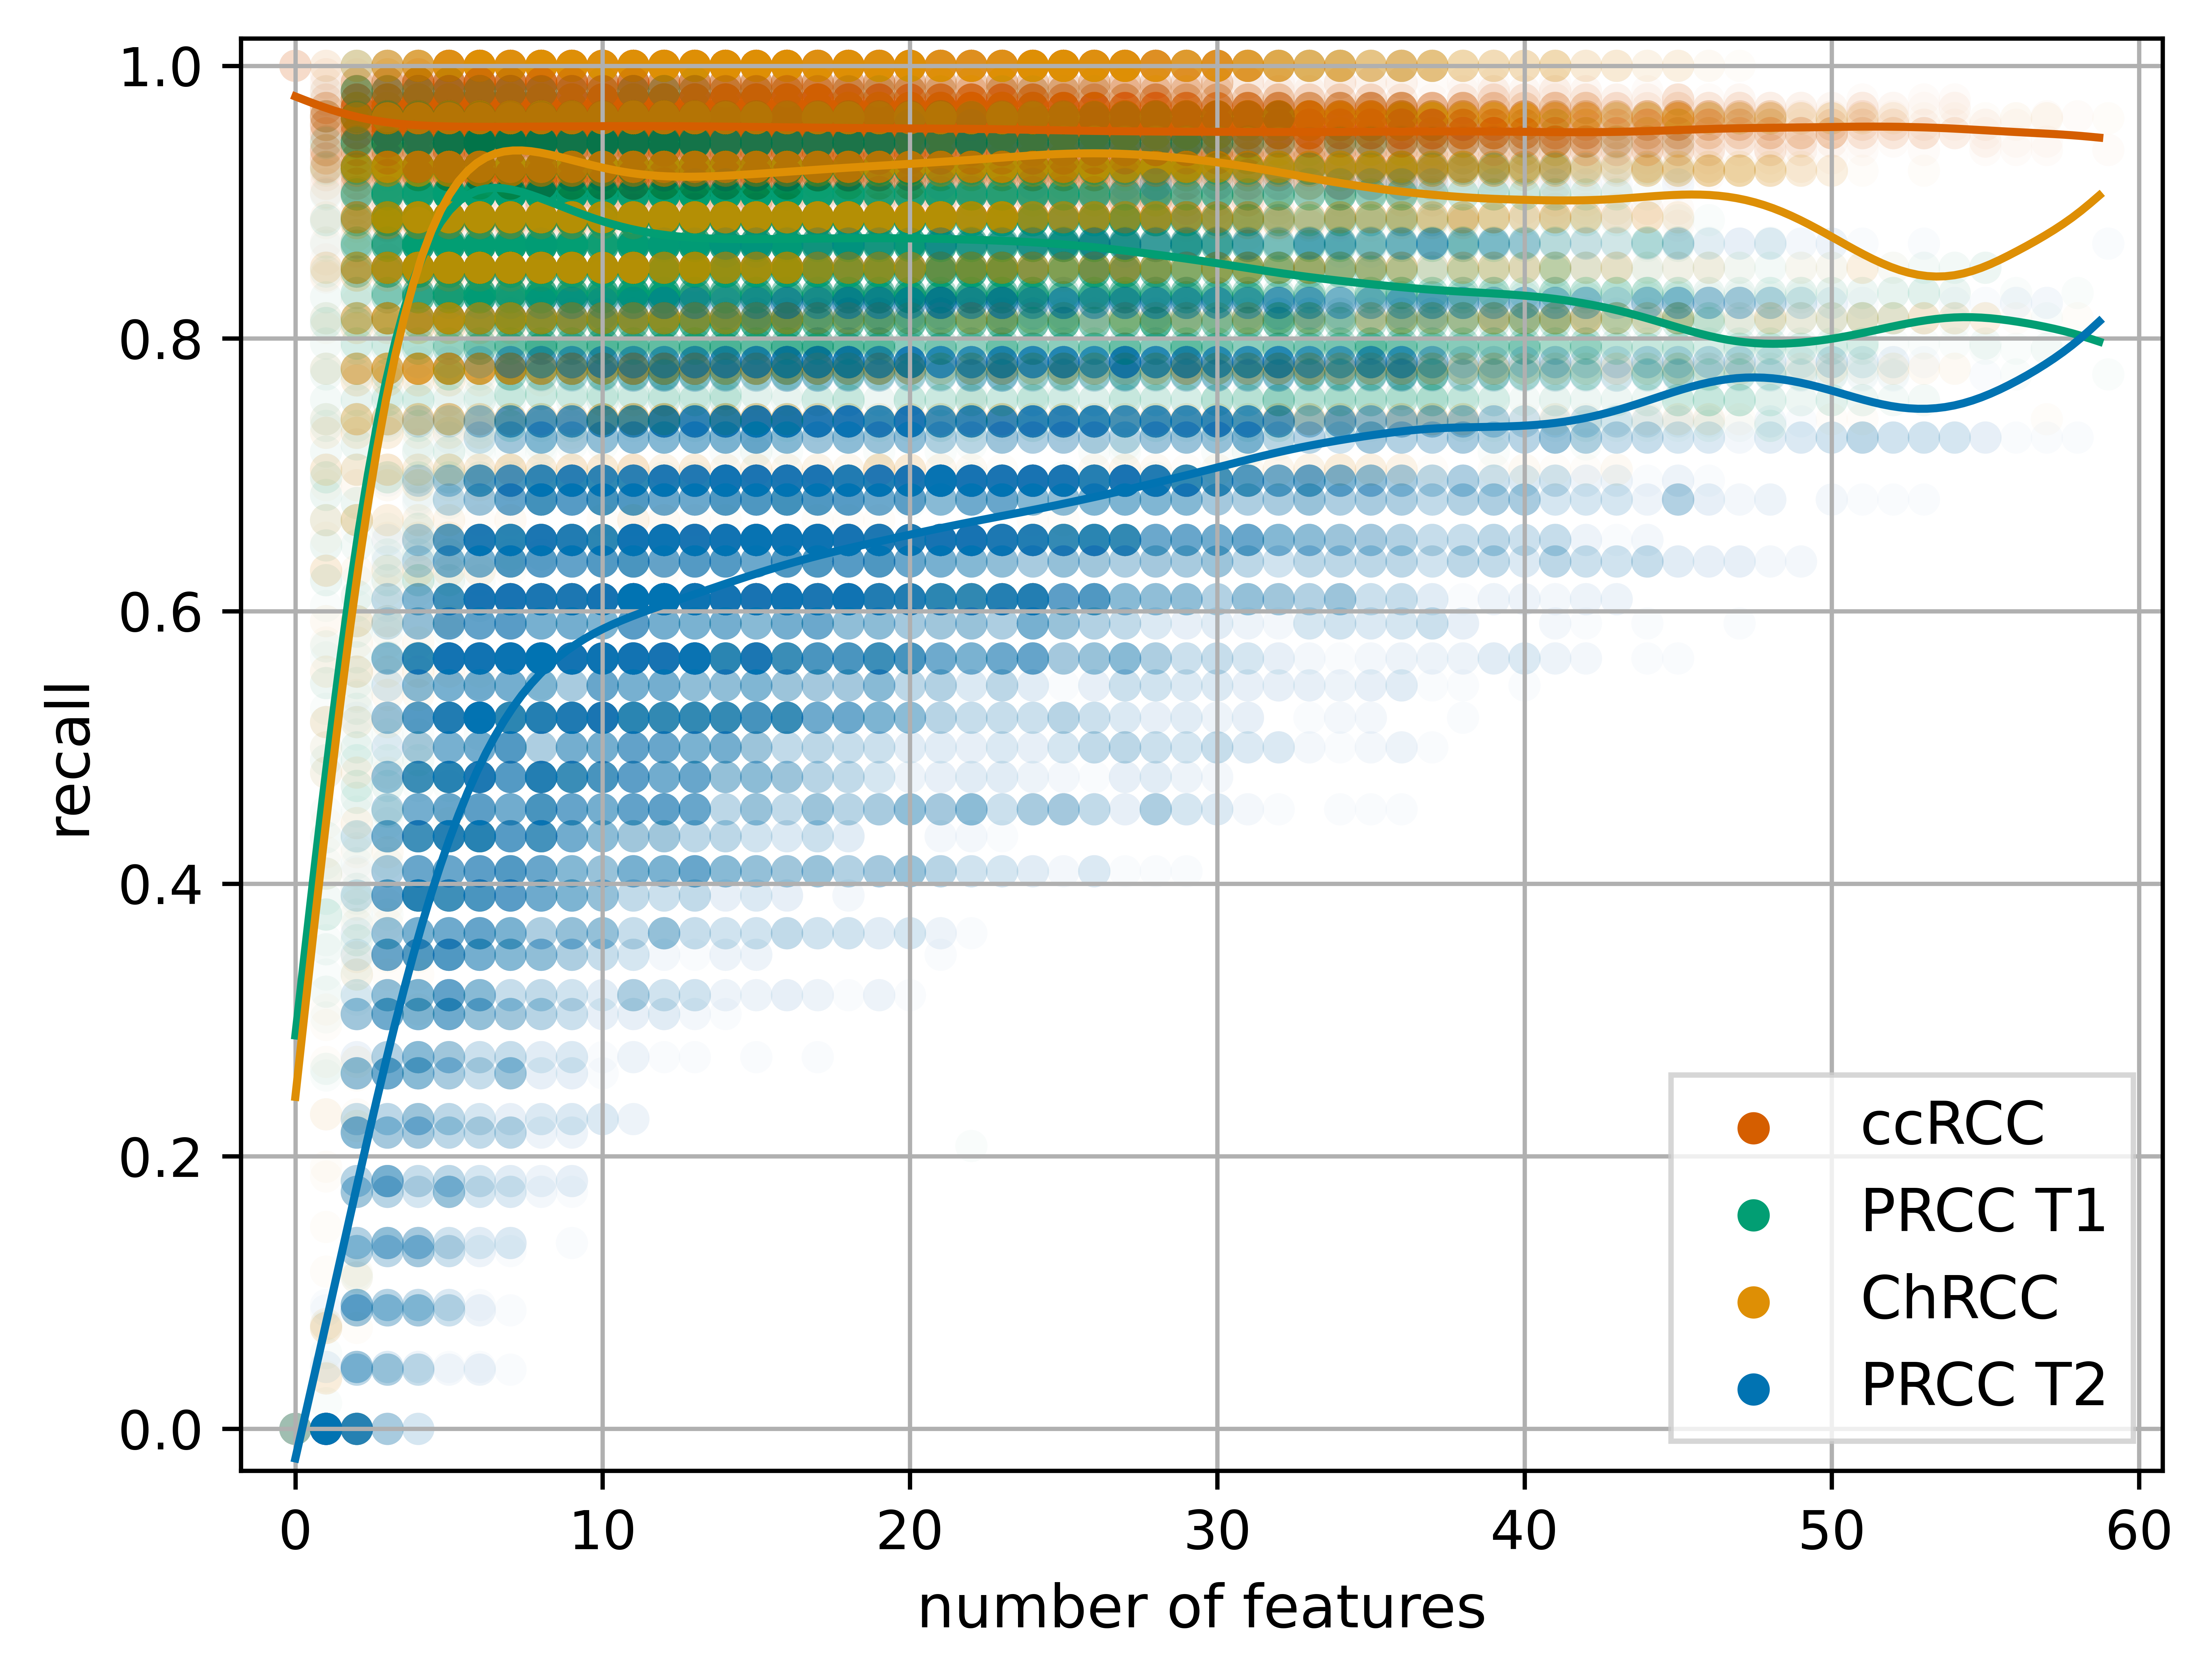 1.0
0.8
0.6
0.4
0.2
0.0
recall
0 10 20 30 40 50 60
number of features
ccRCC
PRCC T1
ChRCC
PRCC T2